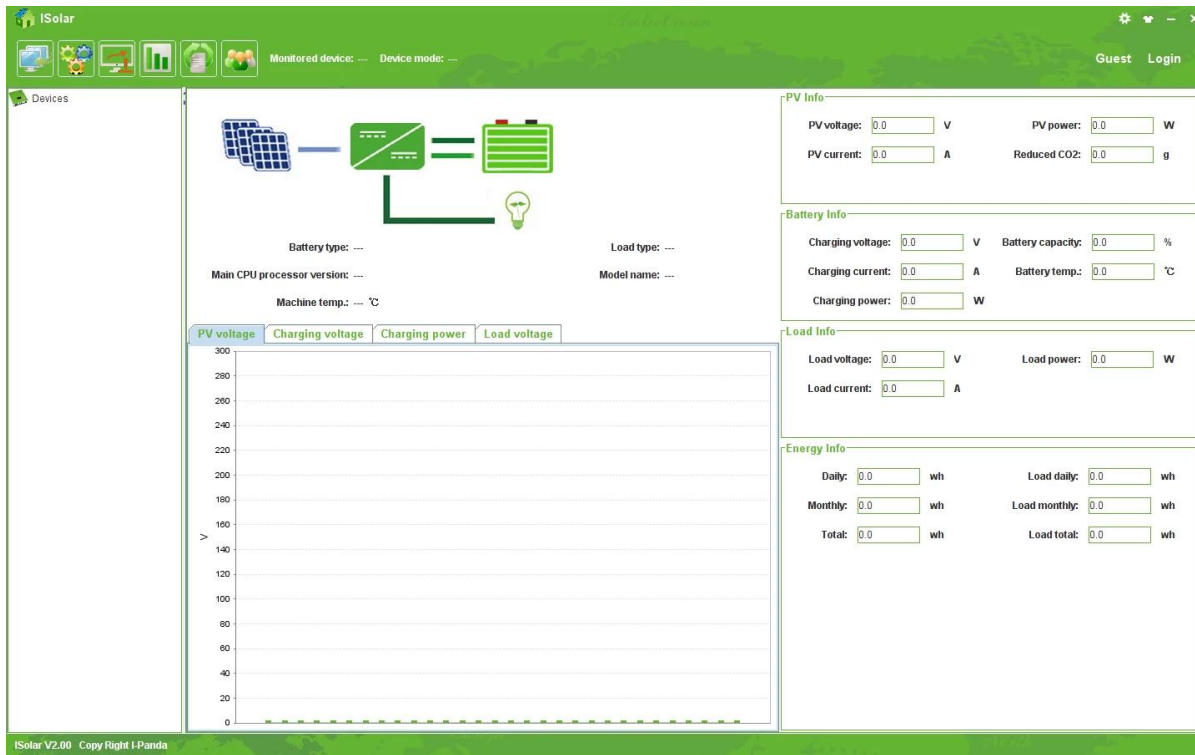 ISolar
Monitored device: --- Device mode: ---
Guest Login
Devices
Battery type: --- Load type: ---
Main CPU processor version: --- Model name: ---
Machine temp.: --- ℃
PV voltage Charging voltage Charging power Load voltage
300
280
260
240
220
200
180
160
V
140
120
100
80
60
40
20
0
PV Info
PV voltage: 0.0 V PV power: 0.0 W
PV current: 0.0 A Reduced CO2: 0.0 g
Battery Info
Charging voltage: 0.0 V Battery capacity: 0.0 %
Charging current: 0.0 A Battery temp.: 0.0 ℃
Charging power: 0.0 W
Load Info
Load voltage: 0.0 V Load power: 0.0 W
Load current: 0.0 A
Energy Info
Daily: 0.0 wh Load daily: 0.0 wh
Monthly: 0.0 wh Load monthly: 0.0 wh
Total: 0.0 wh Load total: 0.0 wh
ISolar V2.00 Copy Right I-Panda